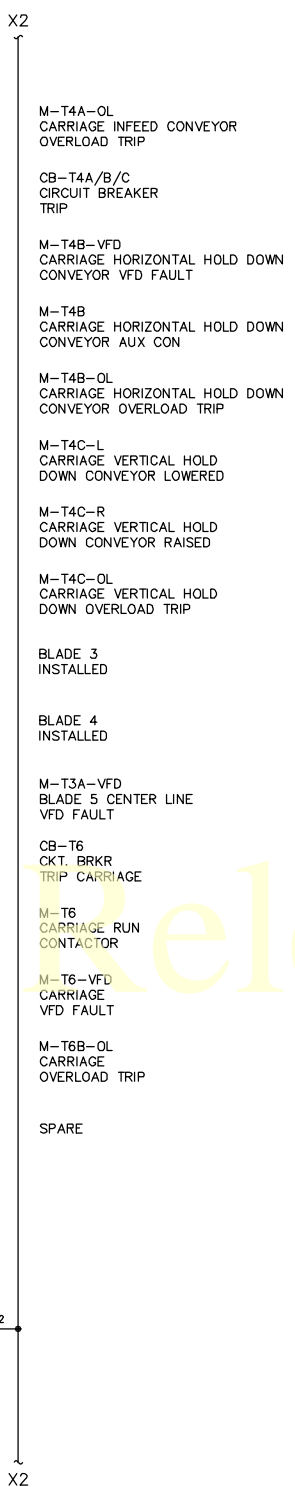 X2
M-T4A-OL
CARRIAGE INFEED CONVEYOR
OVERLOAD TRIP
CB-T4A/B/C
CIRCUIT BREAKER
TRIP
M-T4B-VFD
CARRIAGE HORIZONTAL HOLD DOWN
CONVEYOR VFD FAULT
M-T4B
CARRIAGE HORIZONTAL HOLD DOWN
CONVEYOR AUX CON
M-T4B-OL
CARRIAGE HORIZONTAL HOLD DOWN
CONVEYOR OVERLOAD TRIP
M-T4C-L
CARRIAGE VERTICAL HOLD
DOWN CONVEYOR LOWERED
M-T4C-R
CARRIAGE VERTICAL HOLD
DOWN CONVEYOR RAISED
M-T4C-OL
CARRIAGE VERTICAL HOLD
DOWN OVERLOAD TRIP
BLADE 3
INSTALLED
BLADE 4
INSTALLED
M-T3A-VFD
BLADE 5 CENTER LINE
VFD FAULT
CB-T6
CKT. BRKR
TRIP CARRIAGE
M-T6
CARRIAGE RUN
CONTACTOR
M-T6-VFD
CARRIAGE
VFD FAULT
M-T6B-OL
CARRIAGE
OVERLOAD TRIP
SPARE
2
X2